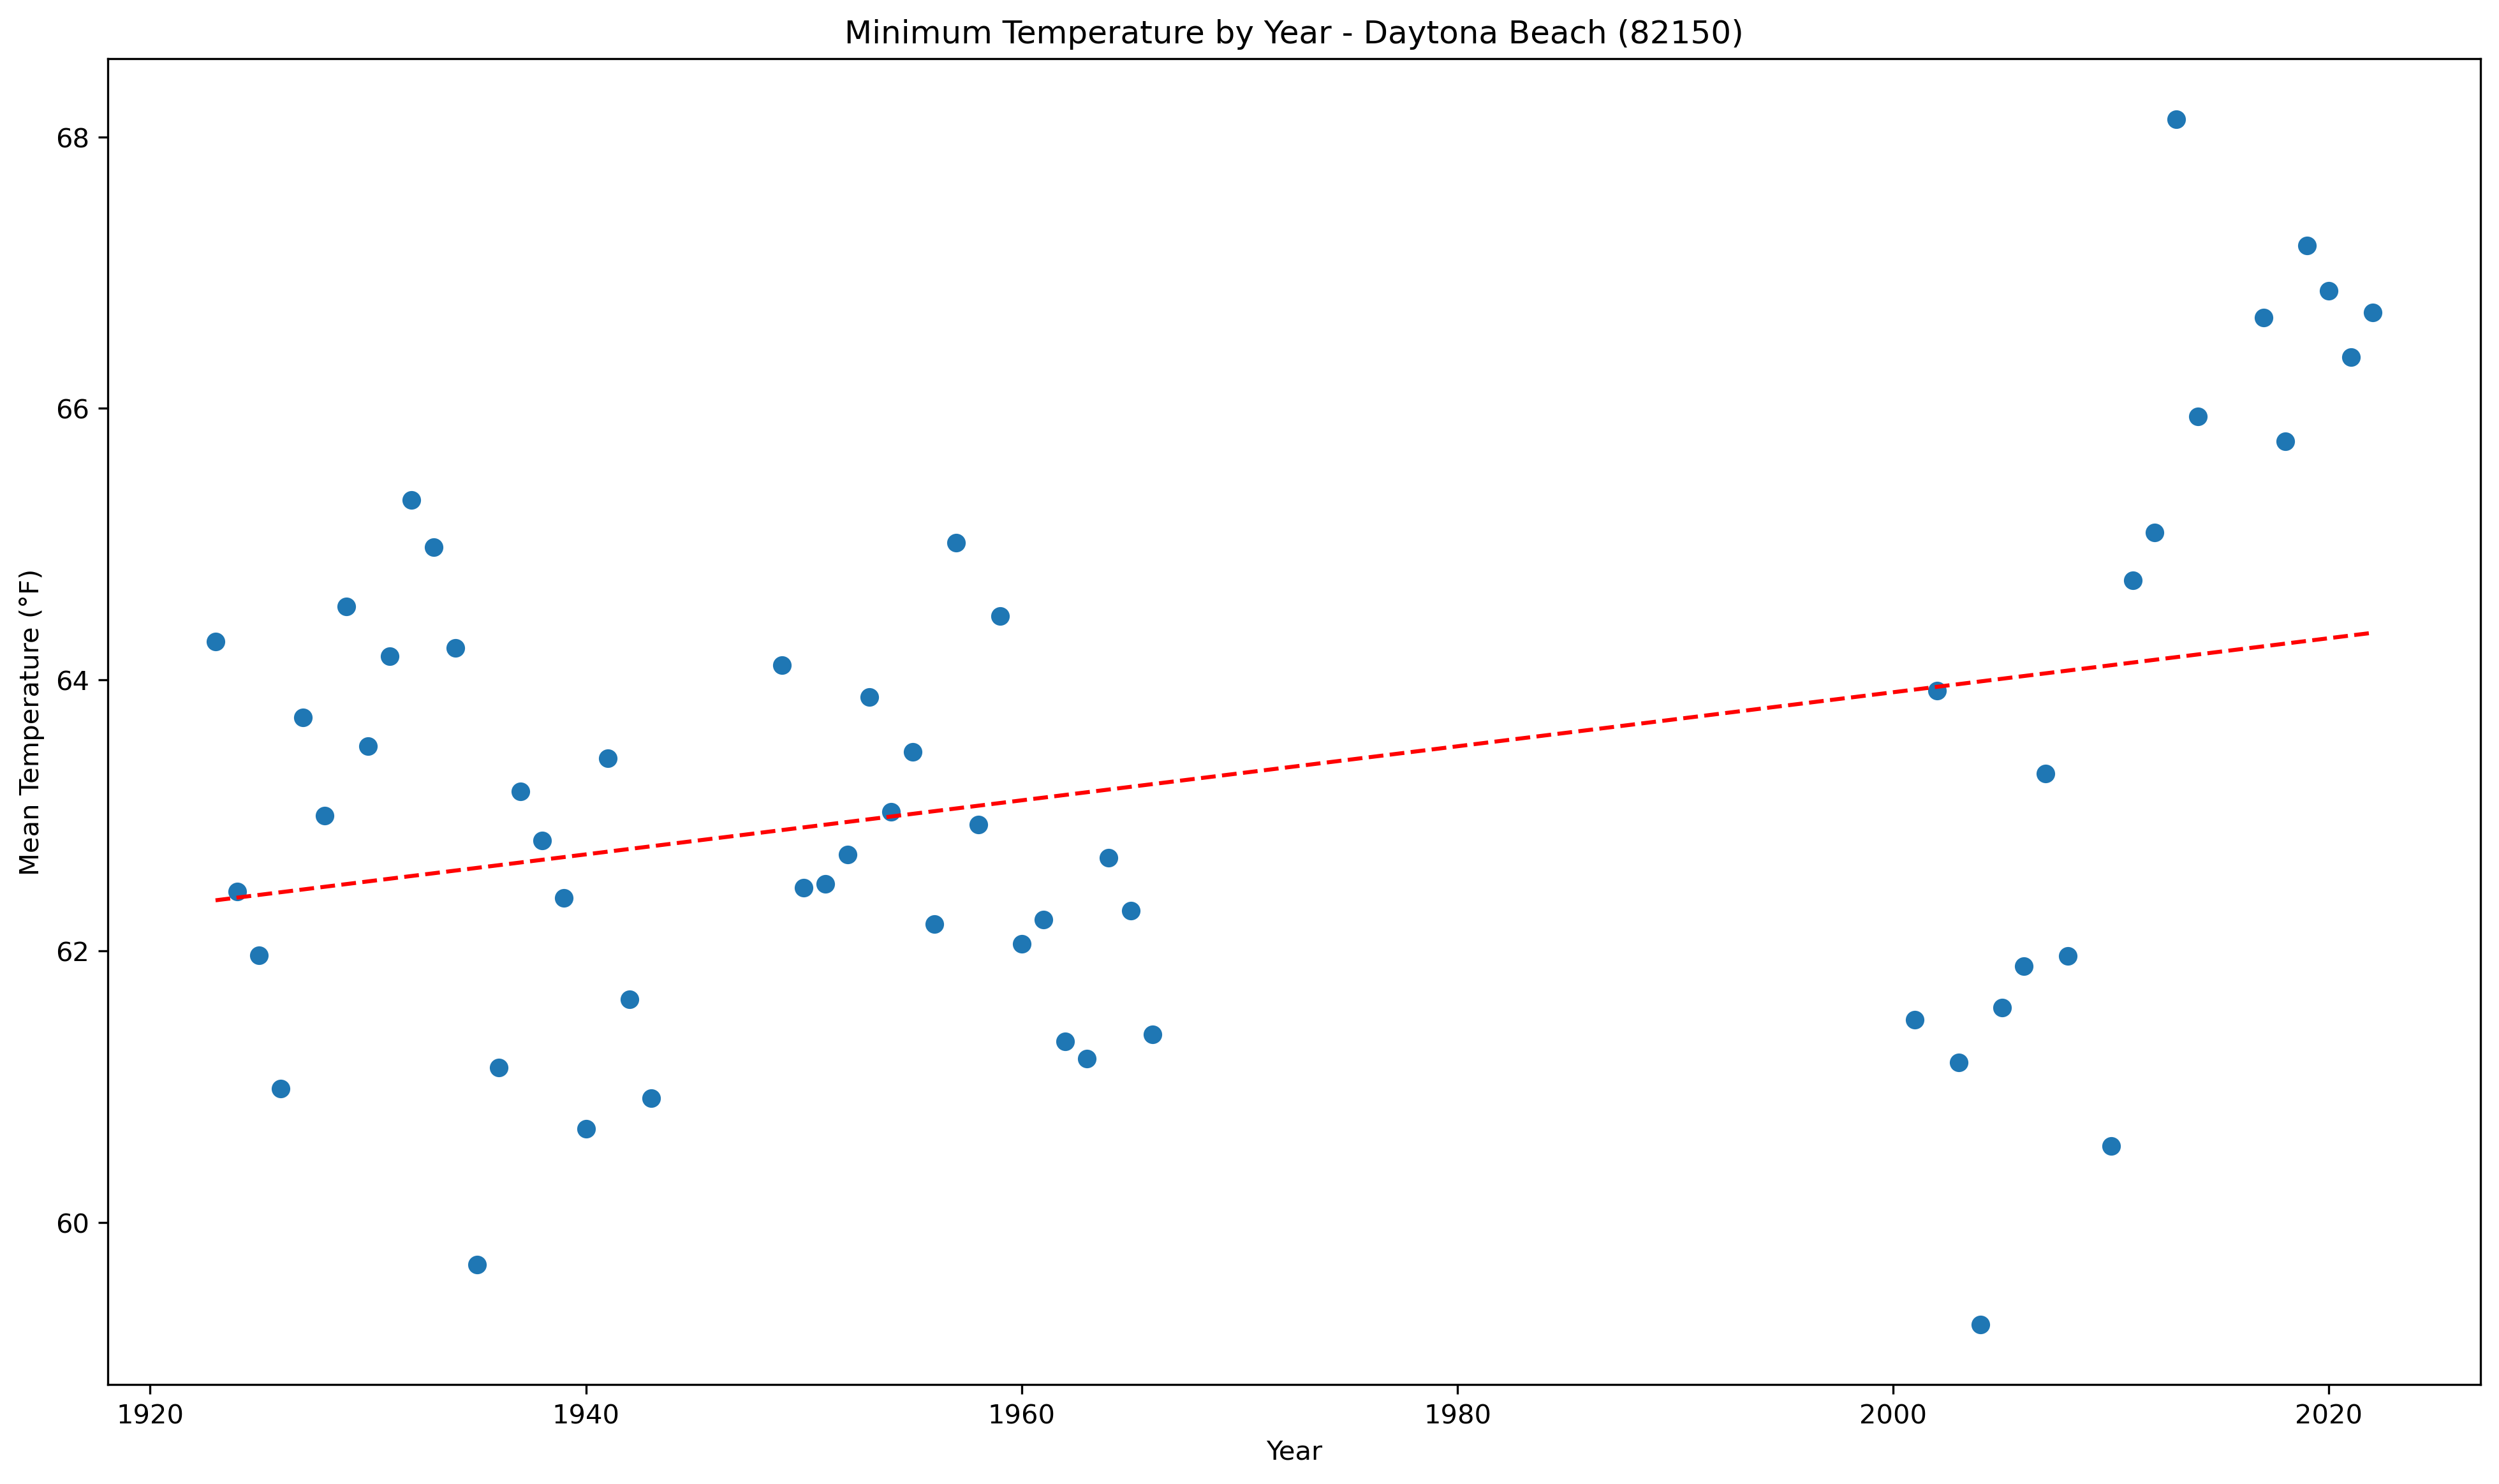 Minimum Temperature by Year - Daytona Beach (82150)
Mean Temperature (°F)
68
66
64
62
60
1920 1940 1960 1980 2000 2020
Year